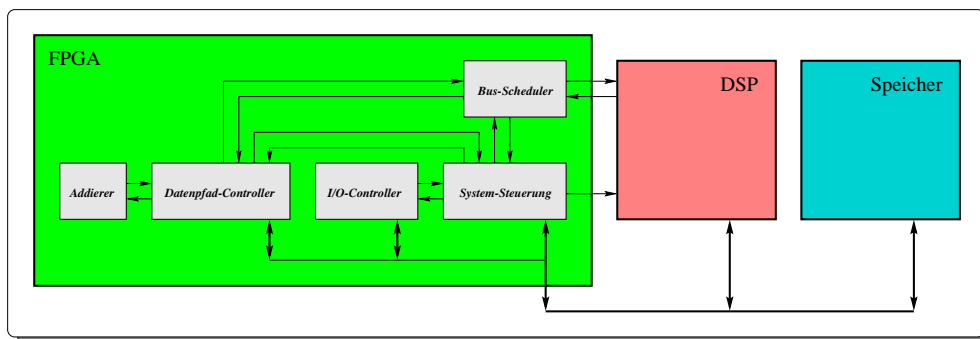 FPGA
Bus-Scheduler
DSP
Speicher
Addierer
Datenpfad-Controller
I/O-Controller
System-Steuerung